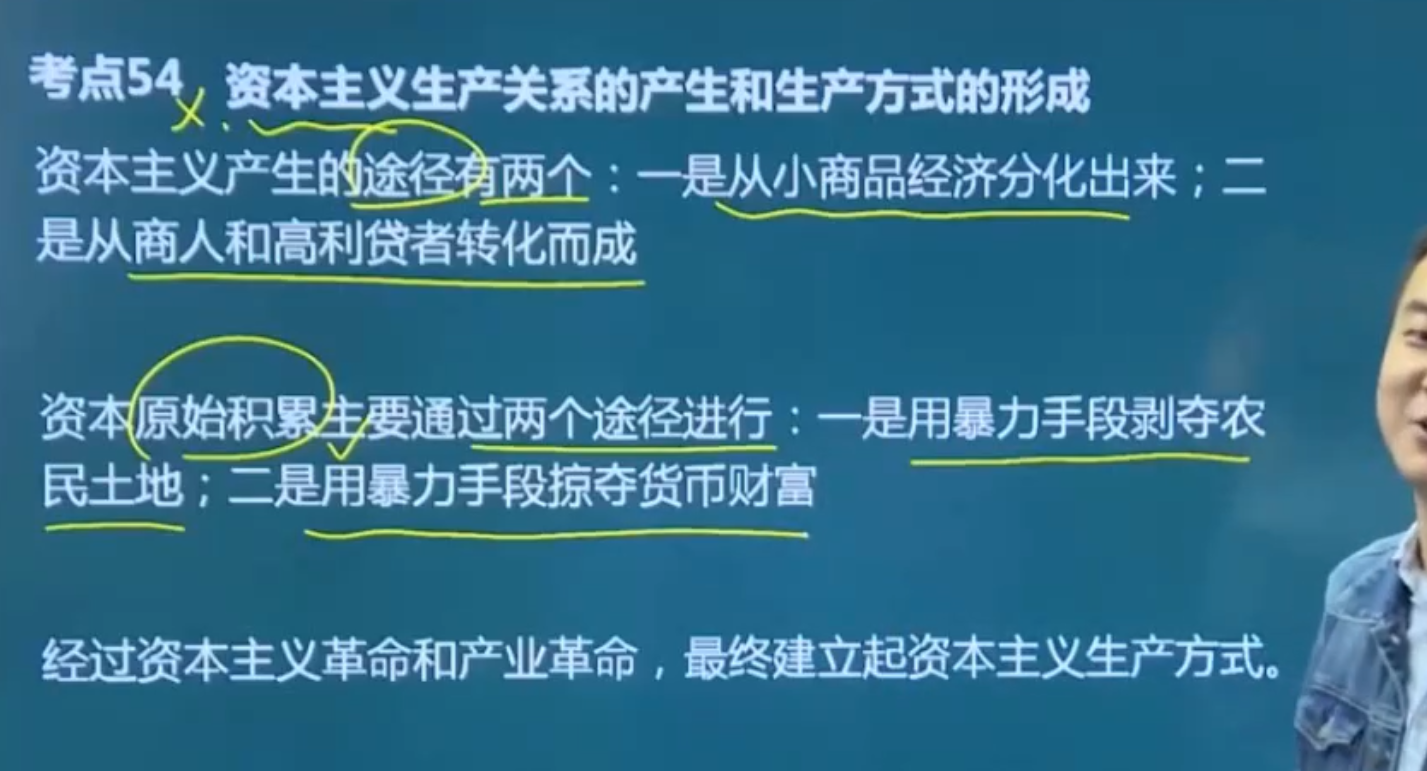 考点54、资本主义生产关系的产生和生产方式的形成
资本主义产生的途径有两个：一是从小商品经济分化出来；二
是从商人和高利贷者转化而成
资本原始积累主要通过两个途径进行：一是用暴力手段剥夺农
民土地；二是用暴力手段掠夺货币财富
经过资本主义革命和产业革命，最终建立起资本主义生产方式。